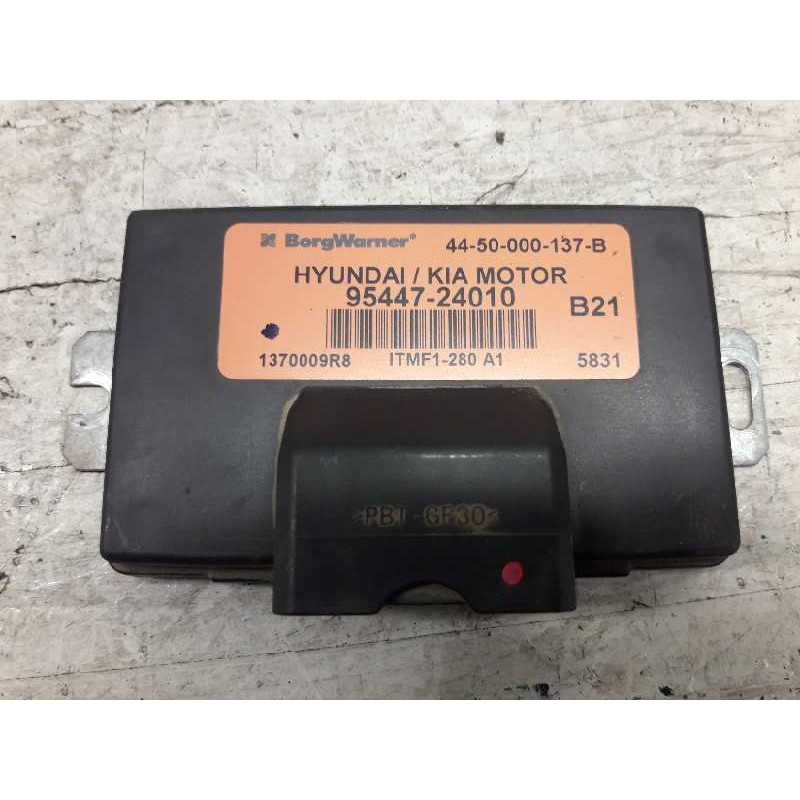 BorgWarner® 44-50-000-137-B
HYUNDAI / KIA MOTOR
95447-24010
B21
1370009R8 ITMF1-280 A1 5831
>PBT-GF30<